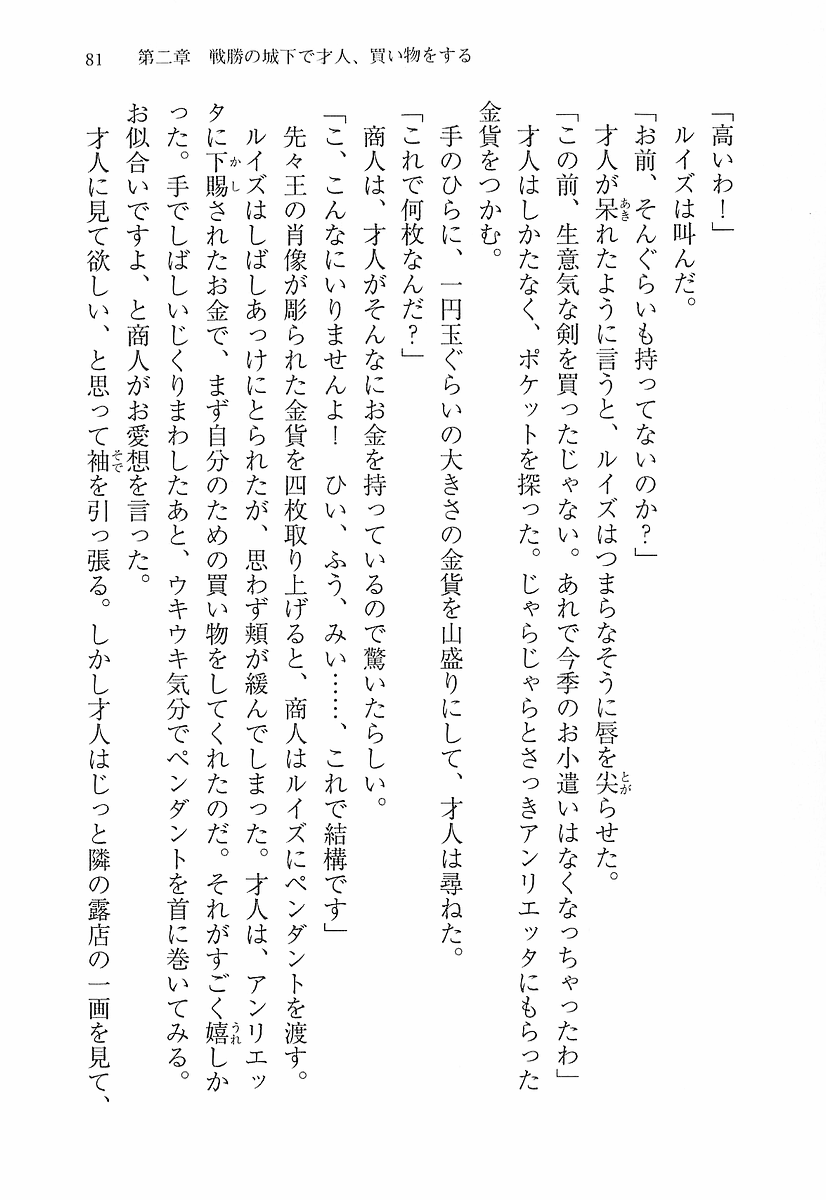 81　第二章　戦勝の城下で才人、買い物をする
「高いわ！」
　ルイズは叫んだ。
「お前、そんぐらいも持ってないのか？」
　才人が呆れたように言うと、ルイズはつまらなそうに唇を尖らせた。
「この前、生意気な剣を買ったじゃない。あれで今季のお小遣いはなくなっちゃったわ」
　才人はしかたなく、ポケットを探った。じゃらじゃらとさっきアンリエッタにもらった
金貨をつかむ。
　手のひらに、一円玉ぐらいの大きさの金貨を山盛りにして、才人は尋ねた。
「これで何枚なんだ？」
　商人は、才人がそんなにお金を持っているので驚いたらしい。
「こ、こんなにいりませんよ！　ひい、ふう、みい……、これで結構です」
　先々王の肖像が彫られた金貨を四枚取り上げると、商人はルイズにペンダントを渡す。
　ルイズはしばしあっけにとられたが、思わず頬が緩んでしまった。才人は、アンリエッ
タに下賜されたお金で、まず自分のための買い物をしてくれたのだ。それがすごく嬉しか
った。手でしばしいじくりまわしたあと、ウキウキ気分でペンダントを首に巻いてみる。
お似合いですよ、と商人がお愛想を言った。
　才人に見て欲しい、と思って袖を引っ張る。しかし才人はじっと隣の露店の一画を見て、